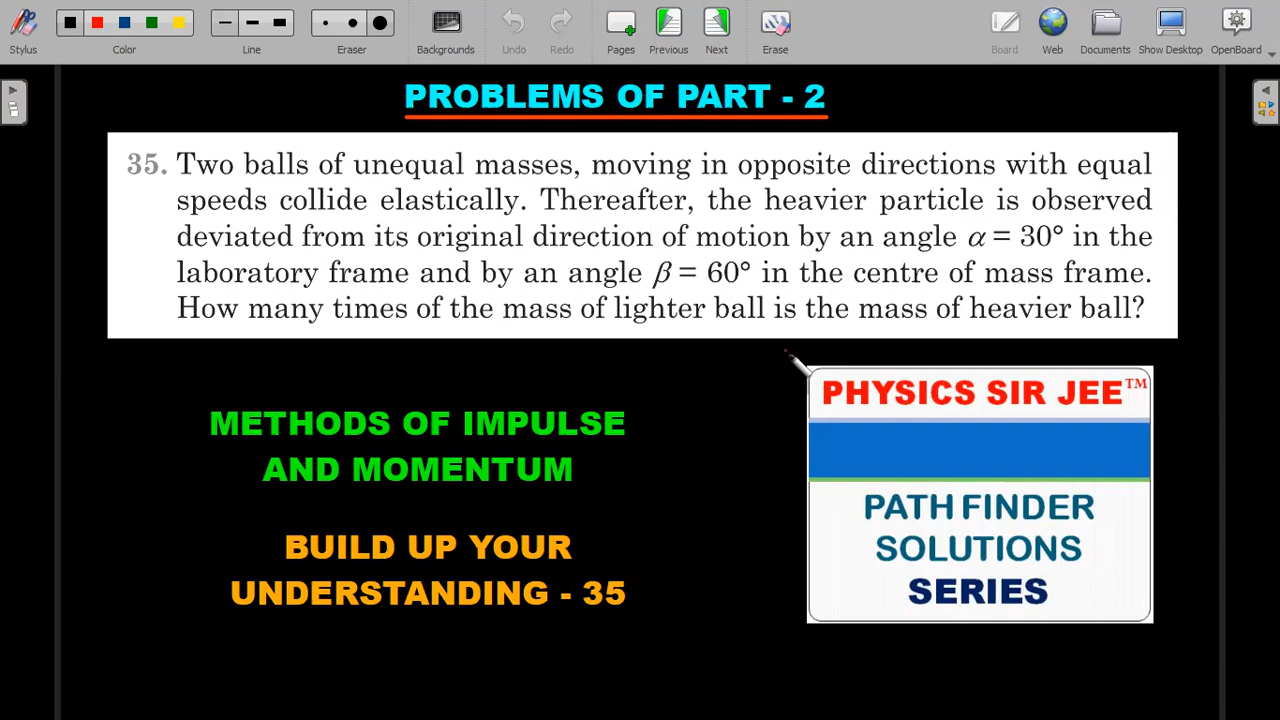 Stylus Color Line Eraser Backgrounds Undo Redo Pages Previous Next Erase Board Web Documents Show Desktop OpenBoard
PROBLEMS OF PART - 2
35. Two balls of unequal masses, moving in opposite directions with equal
speeds collide elastically. Thereafter, the heavier particle is observed
deviated from its original direction of motion by an angle α = 30° in the
laboratory frame and by an angle β = 60° in the centre of mass frame.
How many times of the mass of lighter ball is the mass of heavier ball?
METHODS OF IMPULSE
AND MOMENTUM
BUILD UP YOUR
UNDERSTANDING - 35
PHYSICS SIR JEE™
PATH FINDER
SOLUTIONS
SERIES